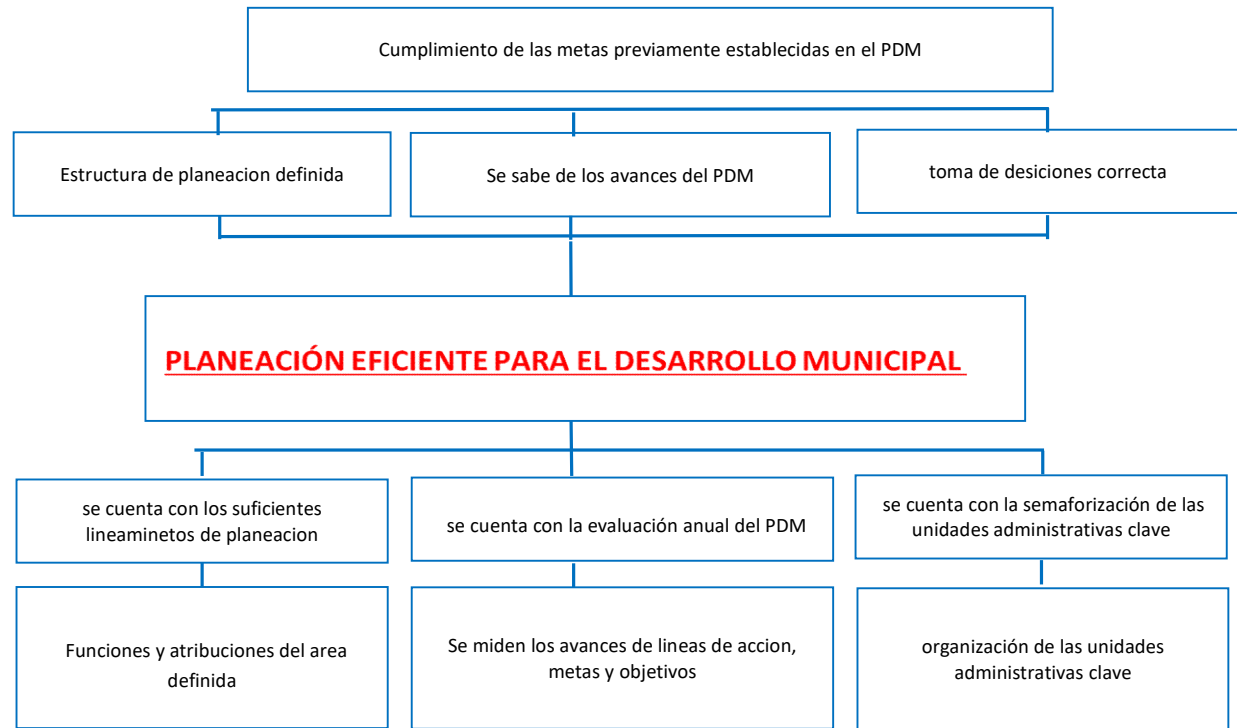 Cumplimiento de las metas previamente establecidas en el PDM
Estructura de planeacion definida
Se sabe de los avances del PDM
toma de desiciones correcta
PLANEACIÓN EFICIENTE PARA EL DESARROLLO MUNICIPAL
se cuenta con los suficientes
lineaminetos de planeacion
se cuenta con la evaluación anual del PDM
se cuenta con la semaforización de las
unidades administrativas clave
Funciones y atribuciones del area
definida
Se miden los avances de lineas de accion,
metas y objetivos
organización de las unidades
administrativas clave